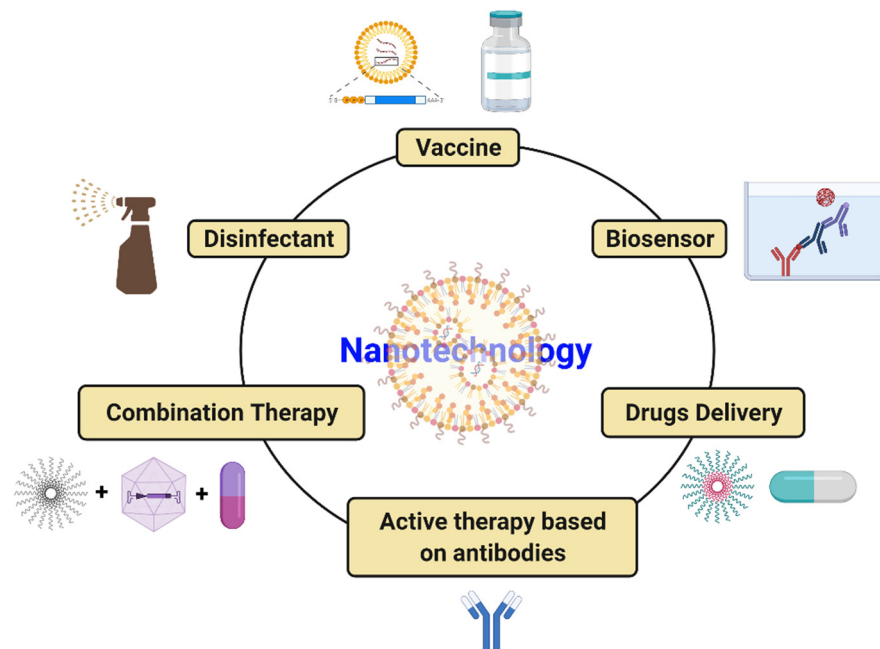 Vaccine
Disinfectant
Biosensor
Nanotechnology
Combination Therapy
Drugs Delivery
+
+
Active therapy based
on antibodies